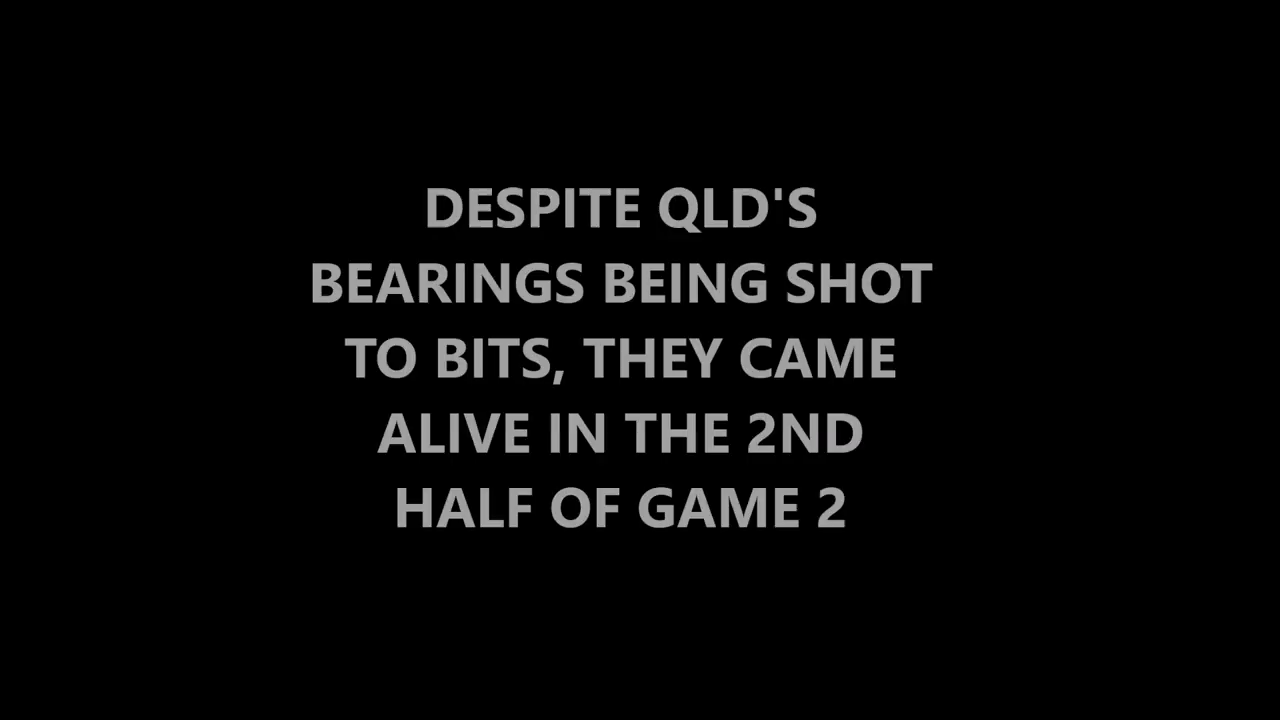 DESPITE QLD'S
BEARINGS BEING SHOT
TO BITS, THEY CAME
ALIVE IN THE 2ND
HALF OF GAME 2